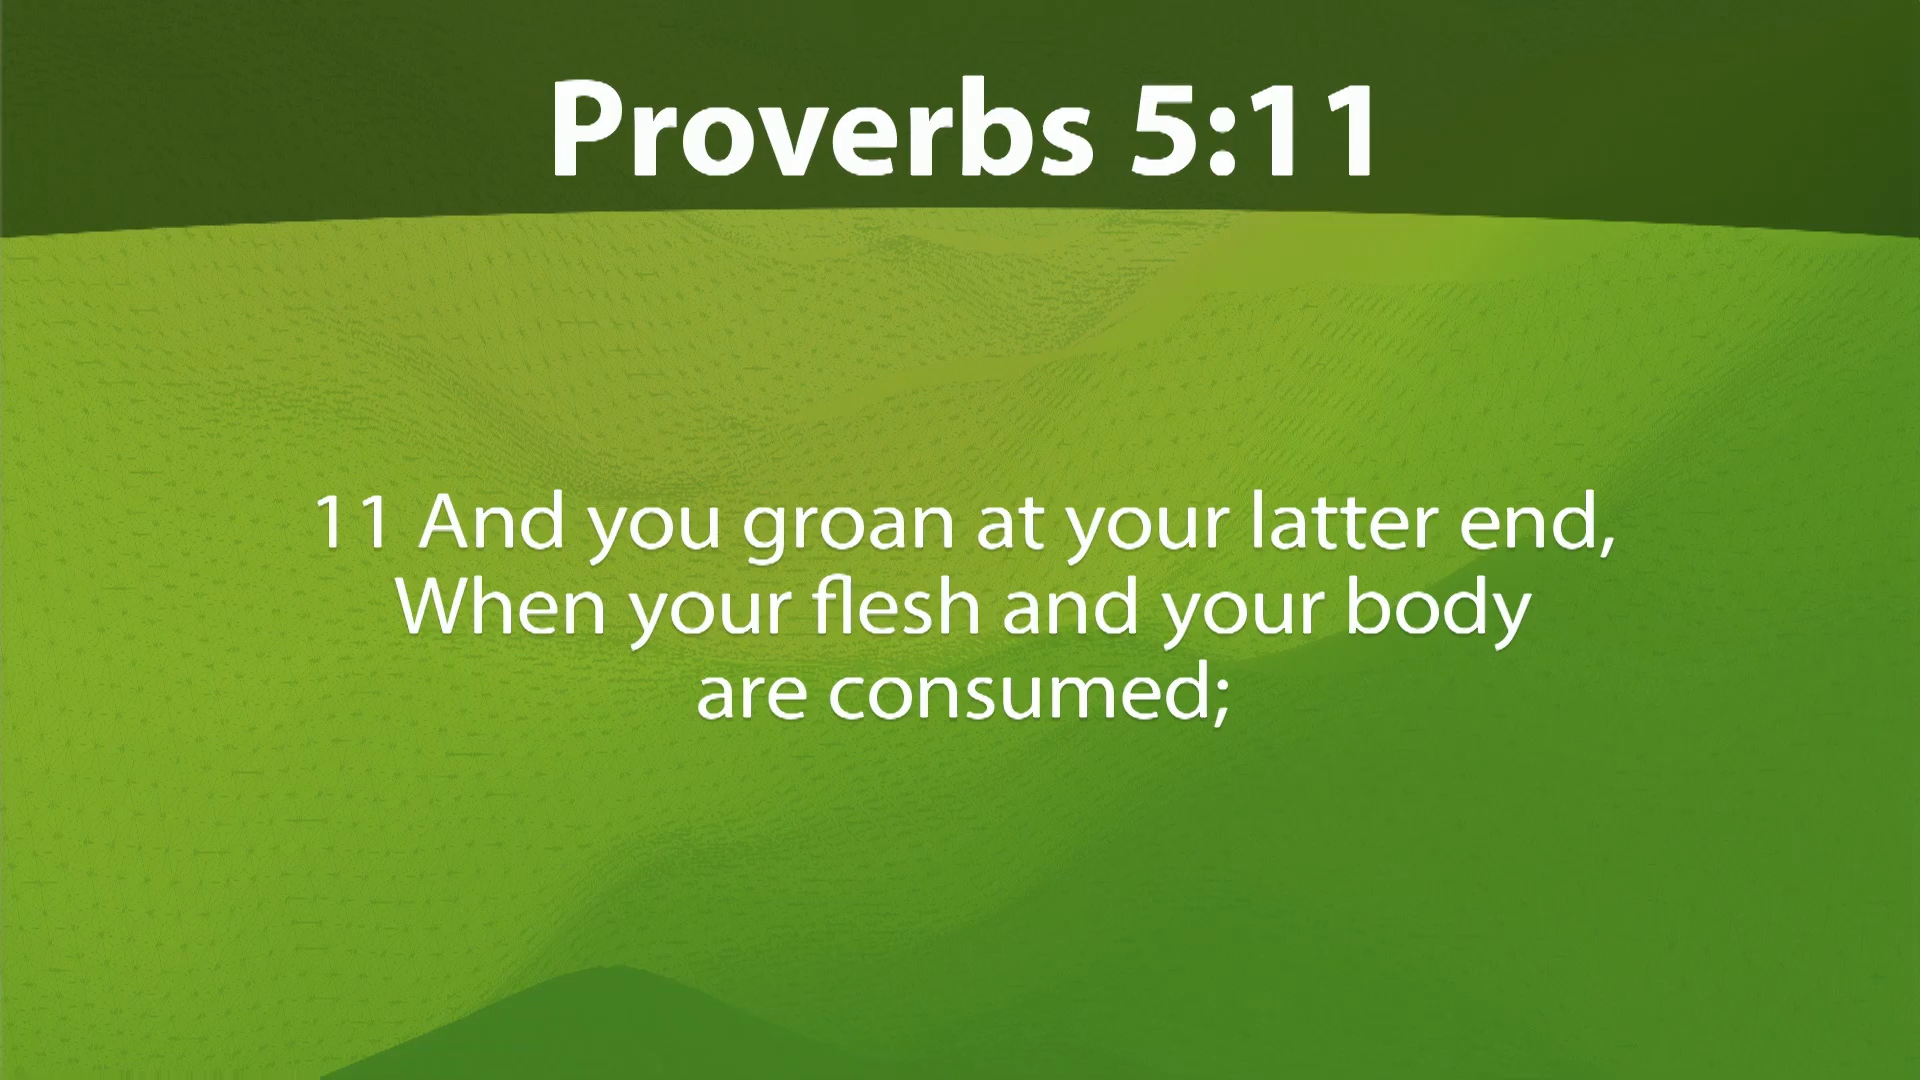 Proverbs 5:11
11 And you groan at your latter end,
When your flesh and your body
are consumed;